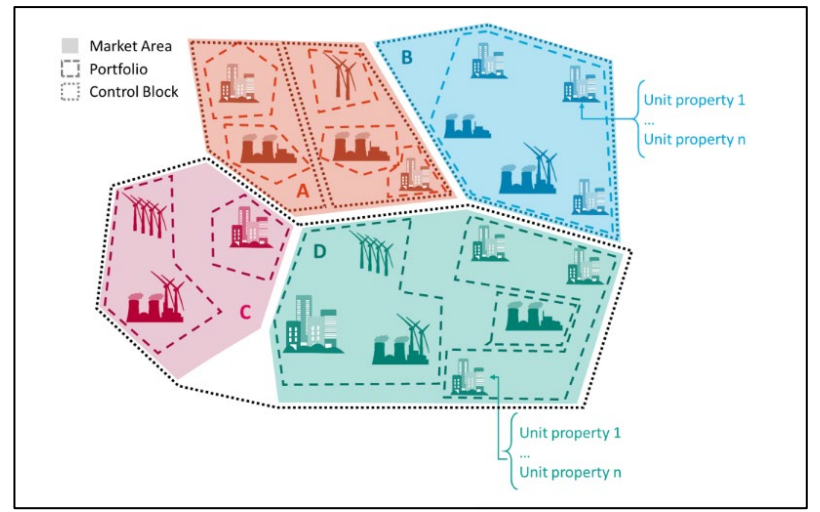 Market Area
Portfolio
Control Block
B
Unit property 1
...
Unit property n
A
D
C
Unit property 1
...
Unit property n